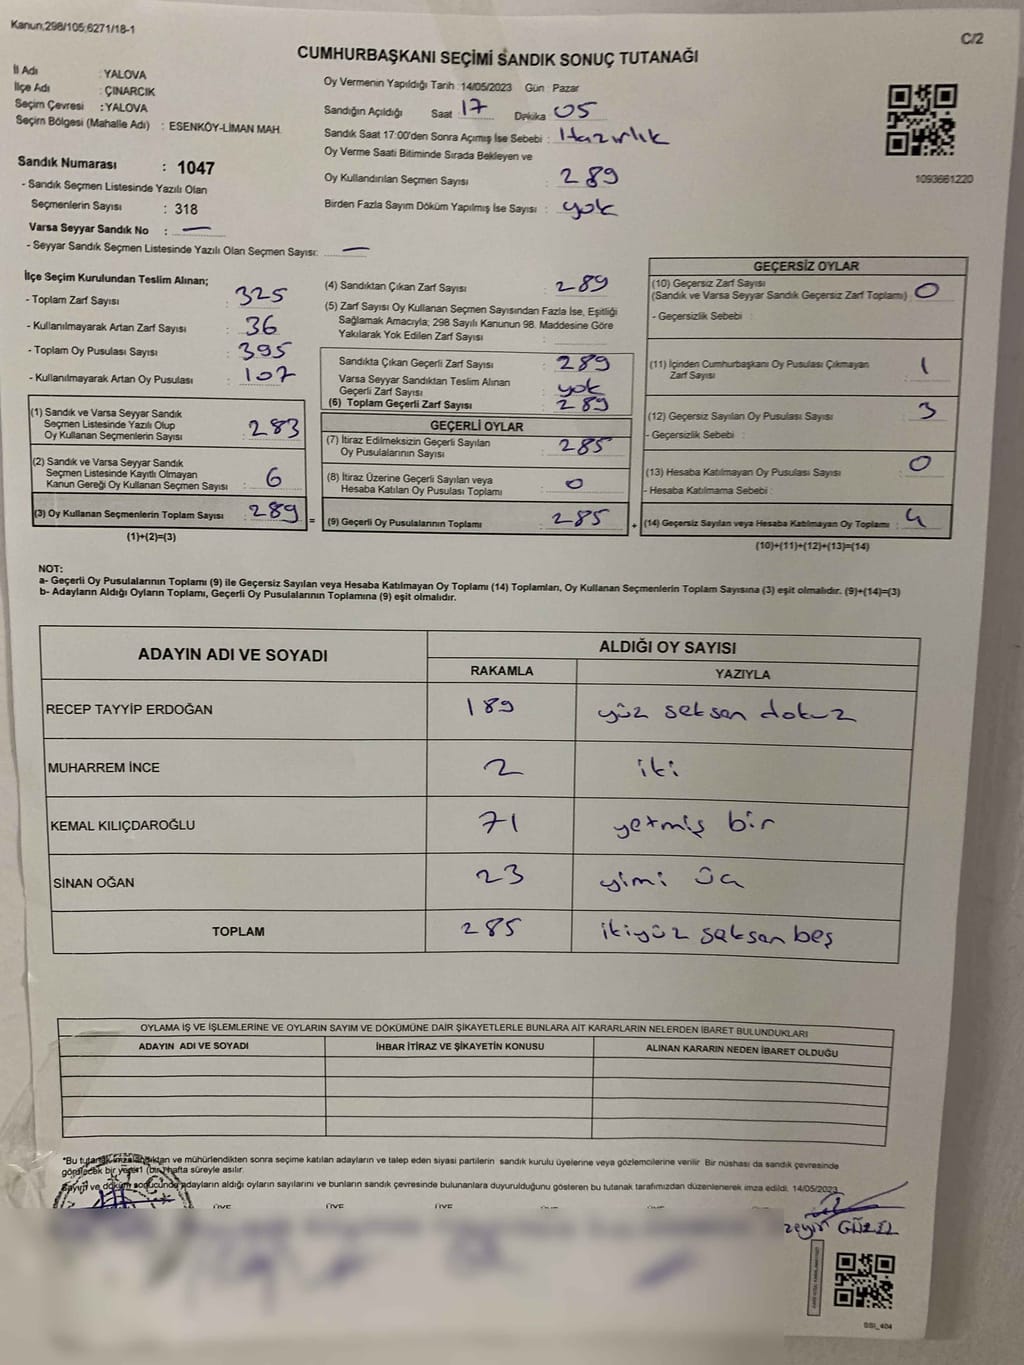 Kanun;298/105;6271/18-1
C/2
CUMHURBAŞKANI SEÇİMİ SANDIK SONUÇ TUTANAĞI
İl Adı : YALOVA
İlçe Adı : ÇINARCIK
Seçim Çevresi : YALOVA
Seçim Bölgesi (Mahalle Adı) : ESENKÖY-LİMAN MAH.
Sandık Numarası : 1047
- Sandık Seçmen Listesinde Yazılı Olan
Seçmenlerin Sayısı : 318
Varsa Seyyar Sandık No : —
- Seyyar Sandık Seçmen Listesinde Yazılı Olan Seçmen Sayısı: —
Oy Vermenin Yapıldığı Tarih : 14/05/2023 Gün : Pazar
Sandığın Açıldığı Saat 17 Dakika 05
Sandık Saat 17:00'den Sonra Açımış İse Sebebi : Hazırlık
Oy Verme Saati Bitiminde Sırada Bekleyen ve
Oy Kullandırılan Seçmen Sayısı : 289
Birden Fazla Sayım Döküm Yapılmış İse Sayısı : yok
1093661220
İlçe Seçim Kurulundan Teslim Alınan;
- Toplam Zarf Sayısı : 325
- Kullanılmayarak Artan Zarf Sayısı : 36
- Toplam Oy Pusulası Sayısı : 395
- Kullanılmayarak Artan Oy Pusulası : 107
(1) Sandık ve Varsa Seyyar Sandık
Seçmen Listesinde Yazılı Olup
Oy Kullanan Seçmenlerin Sayısı : 283
(2) Sandık ve Varsa Seyyar Sandık
Seçmen Listesinde Kayıtlı Olmayan
Kanun Gereği Oy Kullanan Seçmen Sayısı : 6
(3) Oy Kullanan Seçmenlerin Toplam Sayısı : 289 =
(1)+(2)=(3)
(4) Sandıktan Çıkan Zarf Sayısı : 289
(5) Zarf Sayısı Oy Kullanan Seçmen Sayısından Fazla İse, Eşitliği
Sağlamak Amacıyla; 298 Sayılı Kanunun 98. Maddesine Göre
Yakılarak Yok Edilen Zarf Sayısı :
Sandıkta Çıkan Geçerli Zarf Sayısı : 289
Varsa Seyyar Sandıktan Teslim Alınan
Geçerli Zarf Sayısı : yok
(6) Toplam Geçerli Zarf Sayısı : 289
GEÇERLİ OYLAR
(7) İtiraz Edilmeksizin Geçerli Sayılan
Oy Pusulalarının Sayısı : 285
(8) İtiraz Üzerine Geçerli Sayılan veya
Hesaba Katılan Oy Pusulası Toplamı : 0
(9) Geçerli Oy Pusulalarının Toplamı : 285 +
GEÇERSİZ OYLAR
(10) Geçersiz Zarf Sayısı
(Sandık ve Varsa Seyyar Sandık Geçersiz Zarf Toplamı) : 0
- Geçersizlik Sebebi :
(11) İçinden Cumhurbaşkanı Oy Pusulası Çıkmayan
Zarf Sayısı : 1
(12) Geçersiz Sayılan Oy Pusulası Sayısı : 3
- Geçersizlik Sebebi :
(13) Hesaba Katılmayan Oy Pusulası Sayısı : 0
- Hesaba Katılmama Sebebi :
(14) Geçersiz Sayılan veya Hesaba Katılmayan Oy Toplamı : 4
(10)+(11)+(12)+(13)=(14)
NOT:
a- Geçerli Oy Pusulalarının Toplamı (9) ile Geçersiz Sayılan veya Hesaba Katılmayan Oy Toplamı (14) Toplamları, Oy Kullanan Seçmenlerin Toplam Sayısına (3) eşit olmalıdır. (9)+(14)=(3)
b- Adayların Aldığı Oyların Toplamı, Geçerli Oy Pusulalarının Toplamına (9) eşit olmalıdır.
ADAYIN ADI VE SOYADI
ALDIĞI OY SAYISI
RAKAMLA YAZIYLA
RECEP TAYYİP ERDOĞAN 189 yüz seksen dokuz
MUHARREM İNCE 2 iki
KEMAL KILIÇDAROĞLU 71 yetmiş bir
SİNAN OĞAN 23 yimi üç
TOPLAM 285 ikiyüz seksen beş
OYLAMA İŞ VE İŞLEMLERİNE VE OYLARIN SAYIM VE DÖKÜMÜNE DAİR ŞİKAYETLERLE BUNLARA AİT KARARLARIN NELERDEN İBARET BULUNDUKLARI
ADAYIN ADI VE SOYADI İHBAR İTİRAZ VE ŞİKAYETİN KONUSU ALINAN KARARIN NEDEN İBARET OLDUĞU
*Bu tutanak imzalandıktan ve mühürlendikten sonra seçime katılan adayların ve talep eden siyasi partilerin sandık kurulu üyelerine veya gözlemcilerine verilir. Bir nüshası da sandık çevresinde
görülecek bir yere 1 (bir) hafta süreyle asılır.
Sayım ve döküm sonucunda adayların aldığı oyların sayılarını ve bunların sandık çevresinde bulunanlara duyurulduğunu gösteren bu tutanak tarafımızdan düzenlenerek imza edildi. 14/05/2023
ÜYE ÜYE
GÜZEL
SSI_404